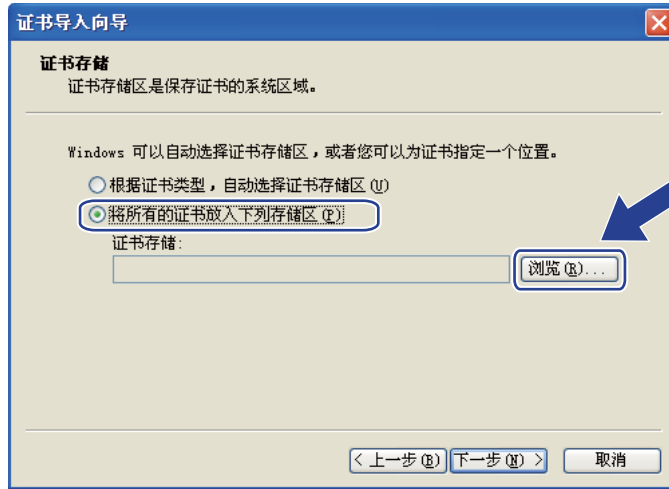 证书导入向导
证书存储
证书存储区是保存证书的系统区域。
Windows 可以自动选择证书存储区，或者您可以为证书指定一个位置。
根据证书类型，自动选择证书存储区(U)
将所有的证书放入下列存储区(P)
证书存储:
浏览(R)...
< 上一步(B) 下一步(N) > 取消